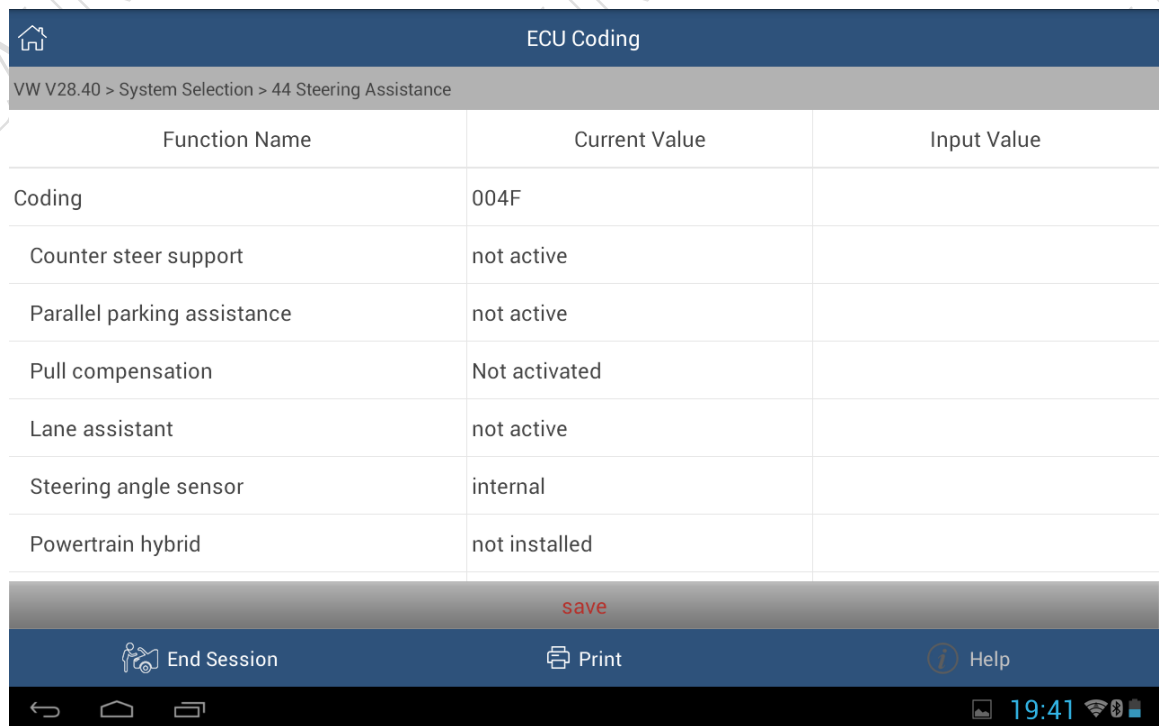 ECU Coding
VW V28.40 > System Selection > 44 Steering Assistance
Function Name Current Value Input Value
Coding 004F
Counter steer support not active
Parallel parking assistance not active
Pull compensation Not activated
Lane assistant not active
Steering angle sensor internal
Powertrain hybrid not installed
save
End Session Print i Help
19:41